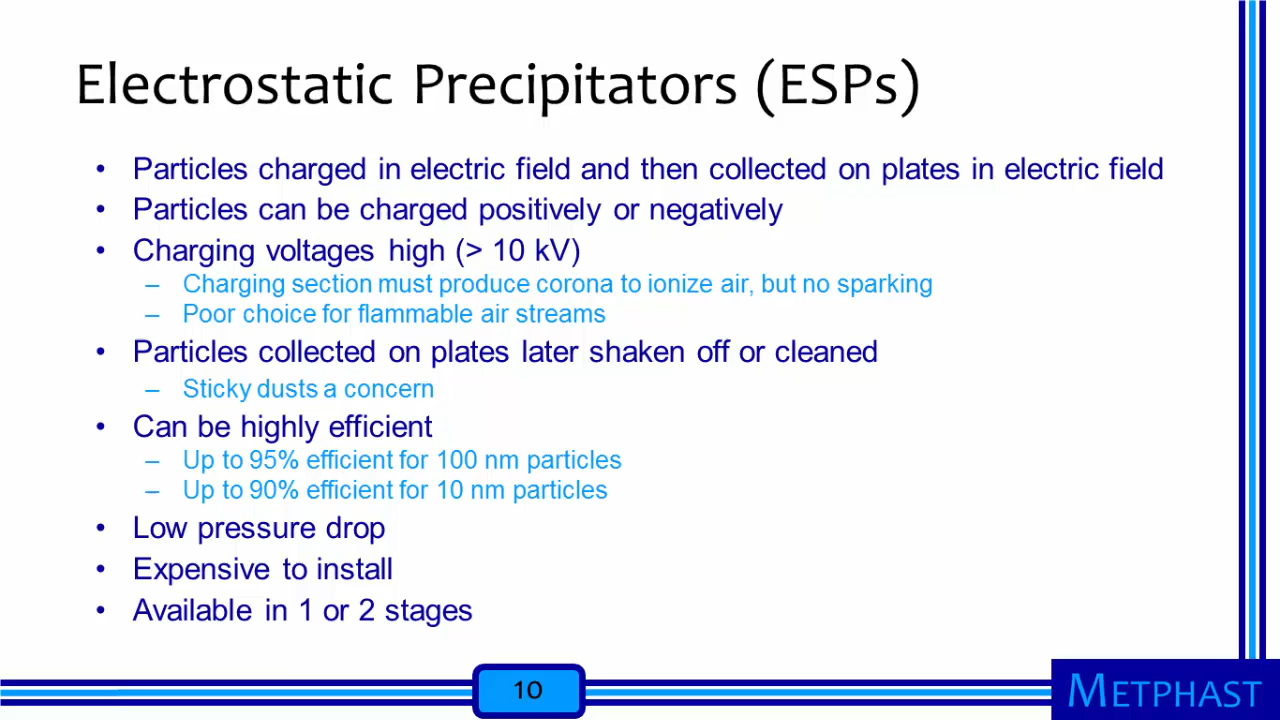 Electrostatic Precipitators (ESPs)
• Particles charged in electric field and then collected on plates in electric field
• Particles can be charged positively or negatively
• Charging voltages high (> 10 kV)
– Charging section must produce corona to ionize air, but no sparking
– Poor choice for flammable air streams
• Particles collected on plates later shaken off or cleaned
– Sticky dusts a concern
• Can be highly efficient
– Up to 95% efficient for 100 nm particles
– Up to 90% efficient for 10 nm particles
• Low pressure drop
• Expensive to install
• Available in 1 or 2 stages
10
METPHAST